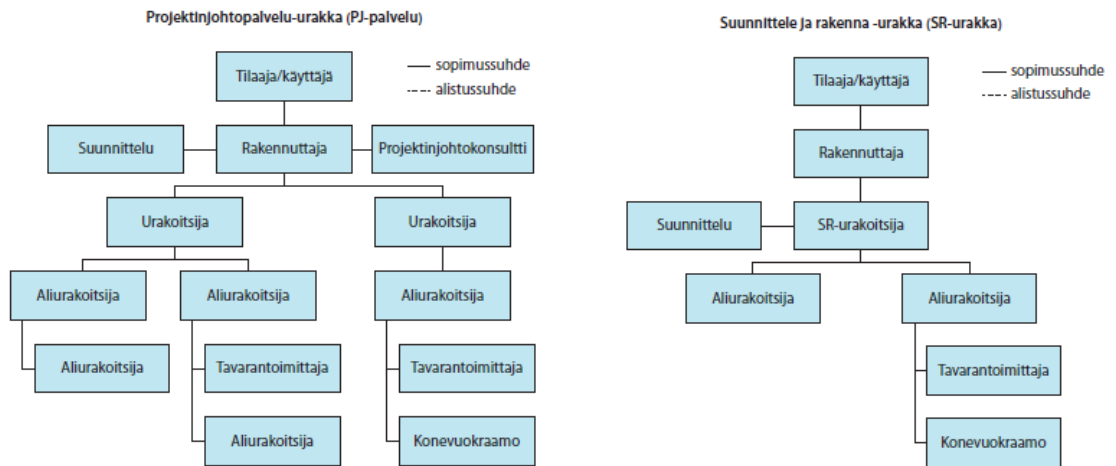 Projektinjohtopalvelu-urakka (PJ-palvelu)
Tilaaja/käyttäjä
sopimussuhde
alistussuhde
Suunnittelu
Rakennuttaja
Projektinjohtokonsultti
Urakoitsija
Urakoitsija
Aliurakoitsija
Aliurakoitsija
Aliurakoitsija
Aliurakoitsija
Tavarantoimittaja
Tavarantoimittaja
Aliurakoitsija
Konevuokraamo
Suunnittele ja rakenna -urakka (SR-urakka)
Tilaaja/käyttäjä
sopimussuhde
alistussuhde
Rakennuttaja
Suunnittelu
SR-urakoitsija
Aliurakoitsija
Aliurakoitsija
Tavarantoimittaja
Konevuokraamo